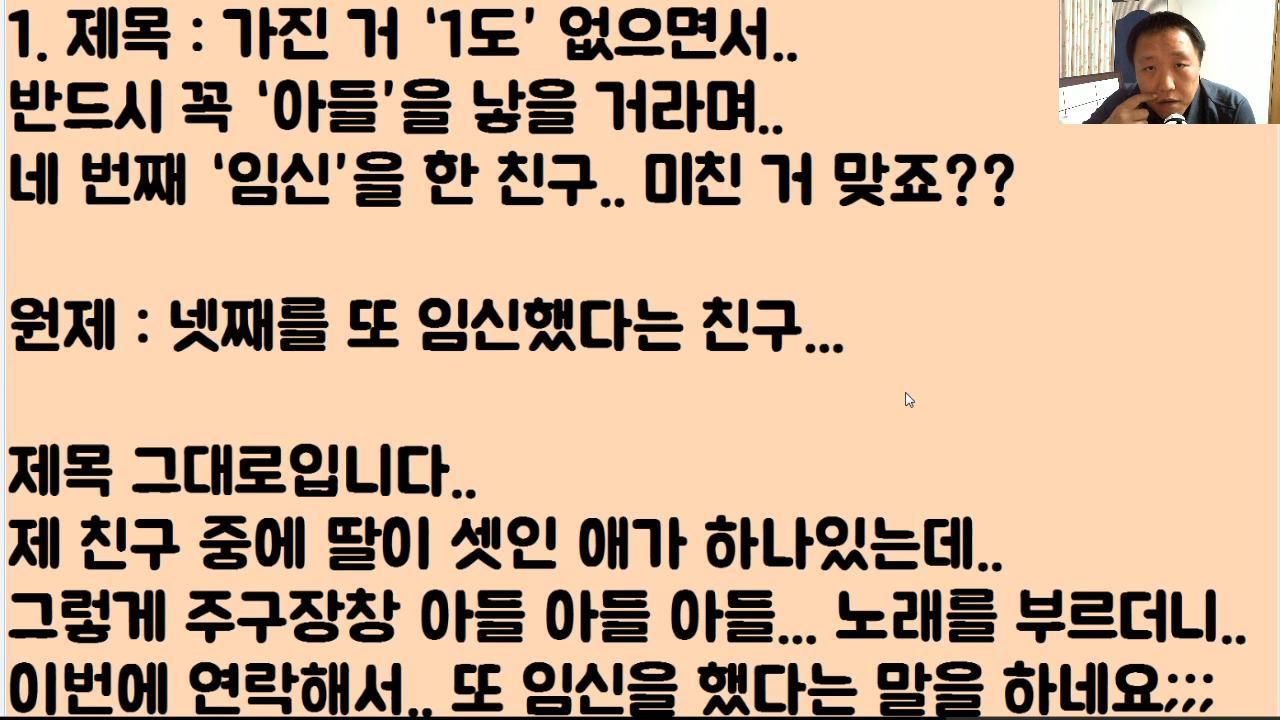 1. 제목 : 가진 거 ‘1도’ 없으면서..
반드시 꼭 ‘아들’을 낳을 거라며..
네 번째 ‘임신’을 한 친구.. 미친 거 맞죠??
원제 : 넷째를 또 임신했다는 친구...
제목 그대로입니다..
제 친구 중에 딸이 셋인 애가 하나있는데..
그렇게 주구장창 아들 아들 아들... 노래를 부르더니..
이번에 연락해서.. 또 임신을 했다는 말을 하네요;;;